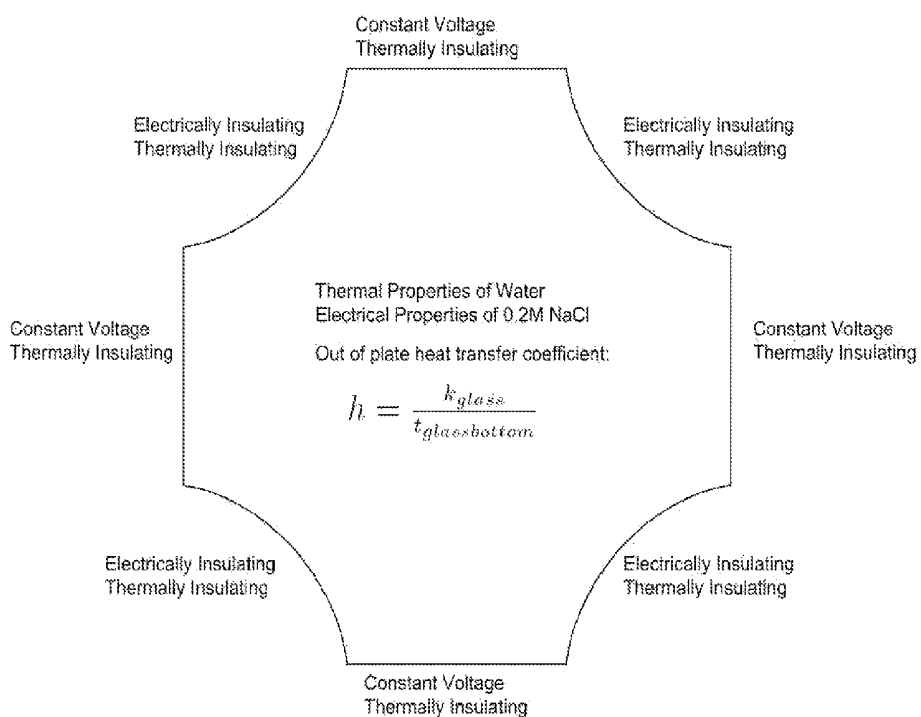 Constant Voltage
Thermally Insulating
Electrically Insulating
Thermally Insulating
Electrically Insulating
Thermally Insulating
Thermal Properties of Water
Electrical Properties of 0.2M NaCl
Constant Voltage
Thermally Insulating
Constant Voltage
Thermally Insulating
Out of plate heat transfer coefficient:
h = k_glass / t_glassbottom
Electrically Insulating
Thermally Insulating
Electrically Insulating
Thermally Insulating
Constant Voltage
Thermally Insulating